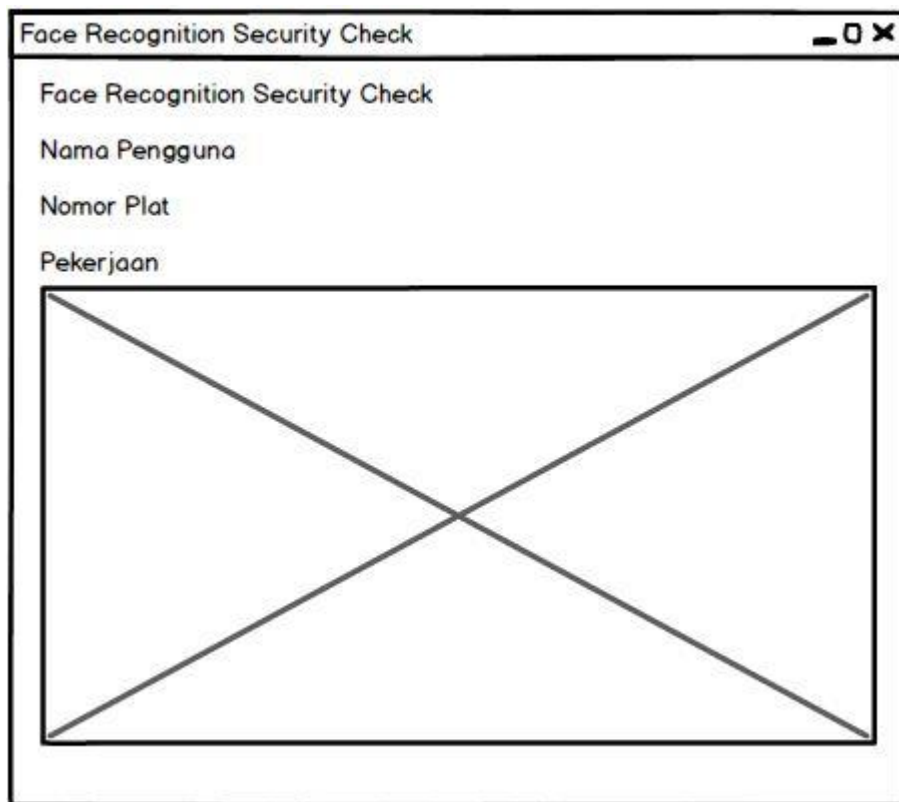 Face Recognition Security Check
Face Recognition Security Check
Nama Pengguna
Nomor Plat
Pekerjaan